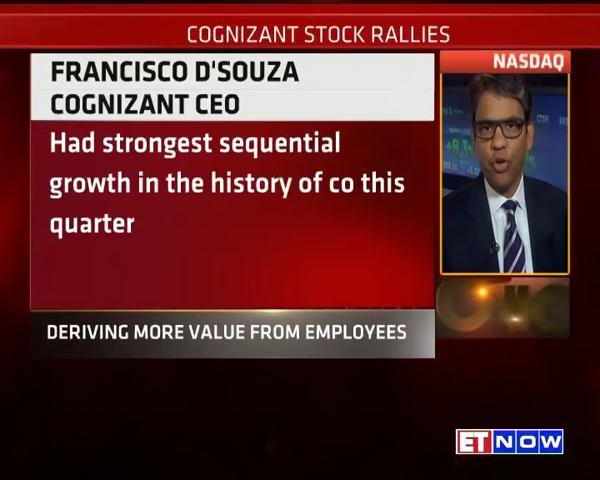 COGNIZANT STOCK RALLIES
NASDAQ
FRANCISCO D'SOUZA
COGNIZANT CEO
Had strongest sequential
growth in the history of co this
quarter
DERIVING MORE VALUE FROM EMPLOYEES
ET NOW